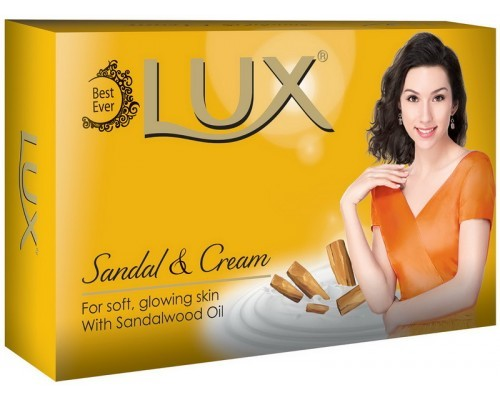 Best
Ever
LUX®
Sandal & Cream
For soft, glowing skin
With Sandalwood Oil
LUX